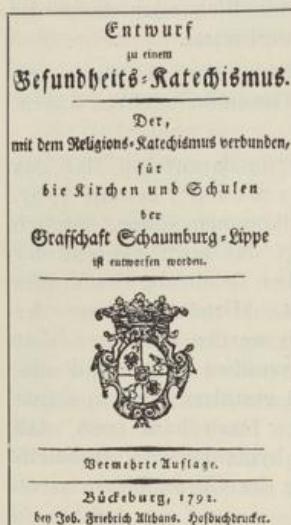 Entwurf
zu einem
Gesundheits-Katechismus.
Der,
mit dem Religions-Katechismus verbunden,
für
die Kirchen und Schulen
der
Grafschaft Schaumburg-Lippe
ist entworfen worden.
Vermehrte Auflage.
Bückeburg, 1792.
bey Joh. Friedrich Althans. Hofbuchdrucker.